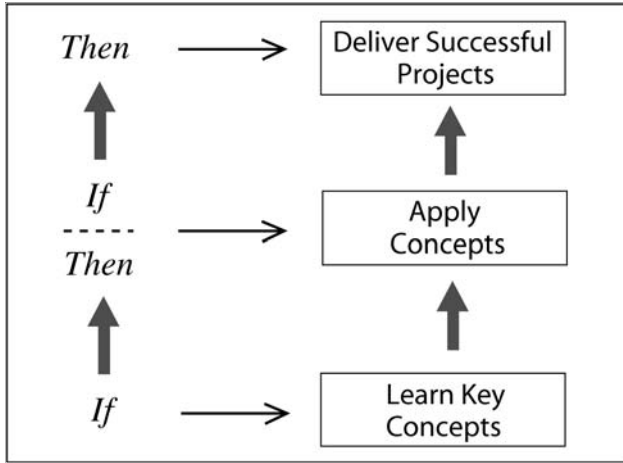 Then
Deliver Successful
Projects
If
Then
Apply
Concepts
If
Learn Key
Concepts